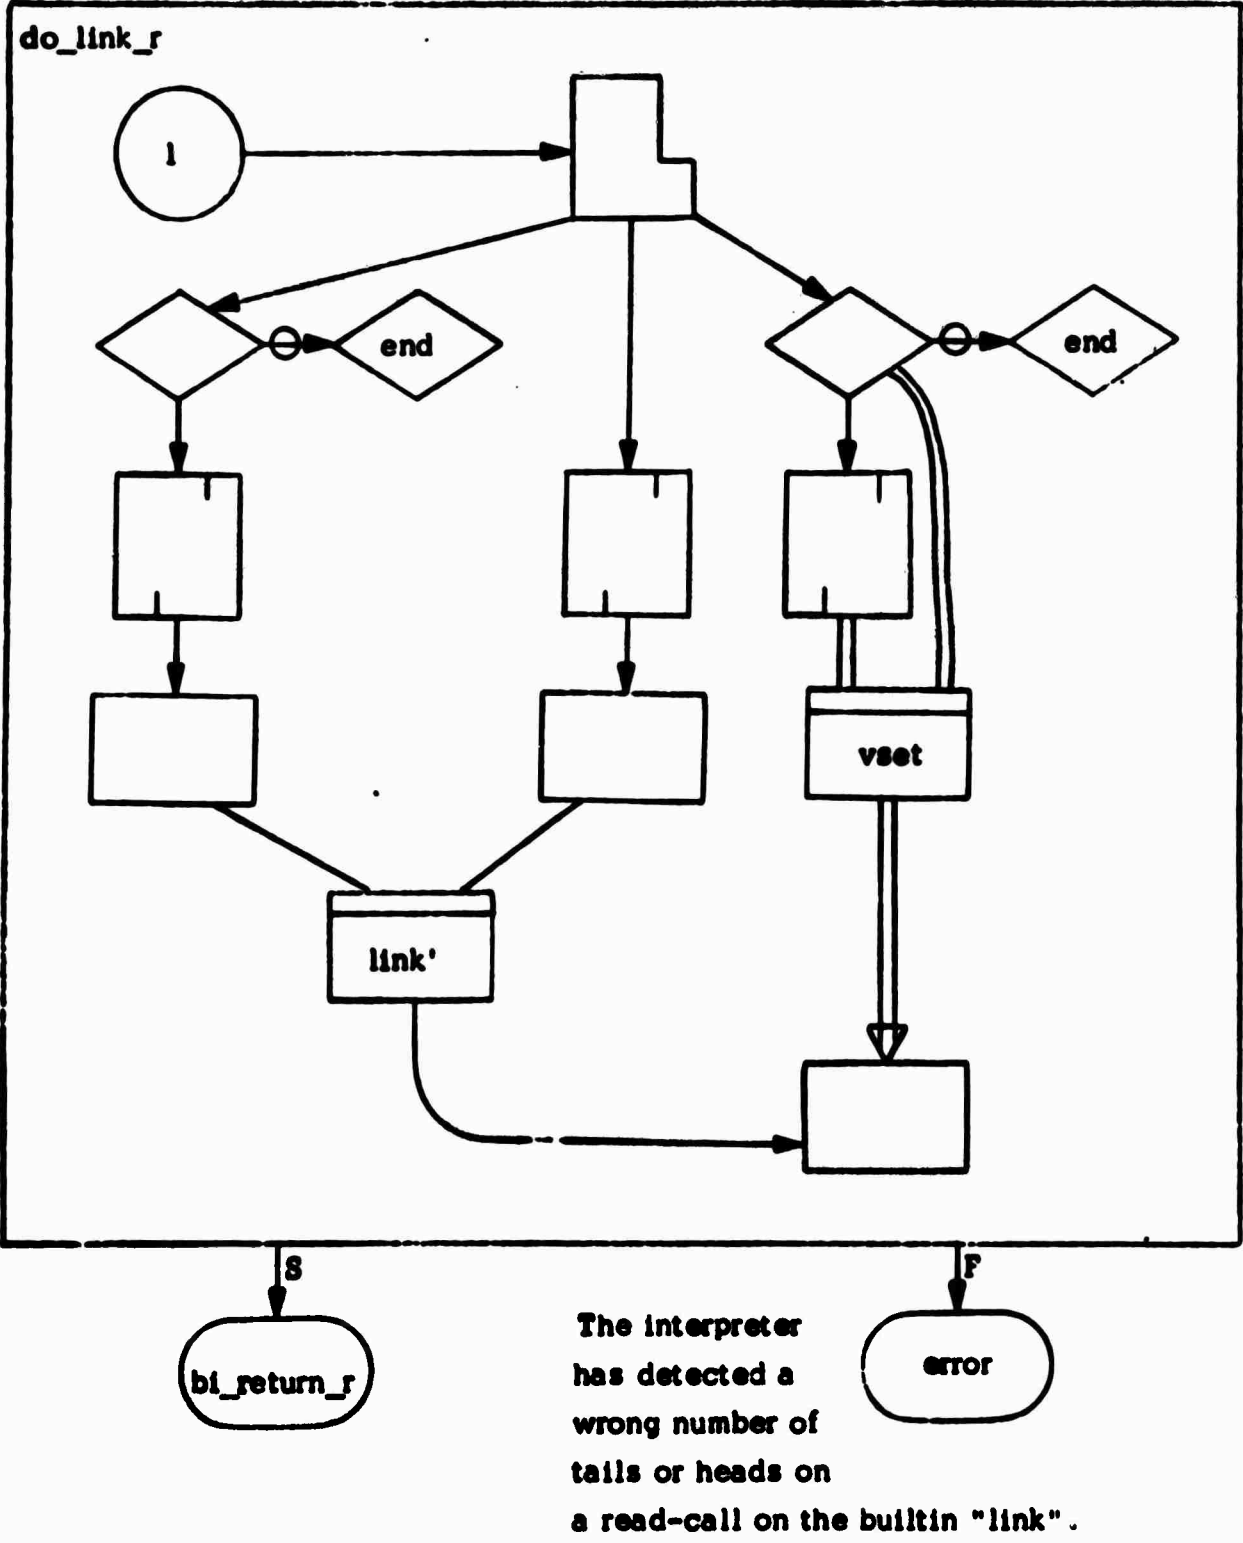 do_link_r
1
end
end
vset
link'
S
F
bi_return_r
error
The interpreter
has detected a
wrong number of
tails or heads on
a read-call on the builtin "link".